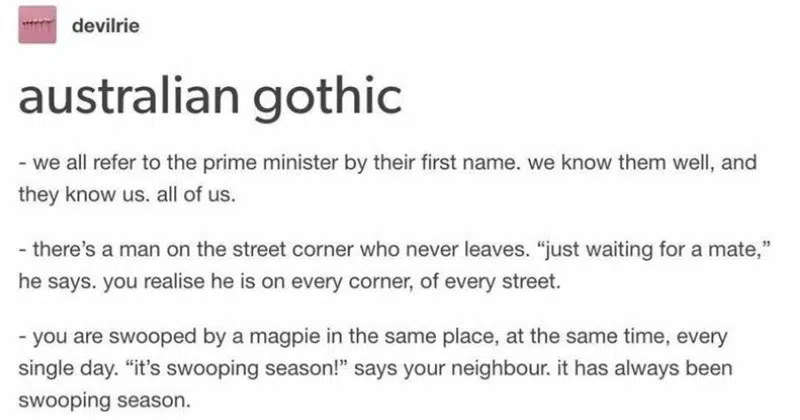 devilrie
australian gothic
- we all refer to the prime minister by their first name. we know them well, and
they know us. all of us.
- there’s a man on the street corner who never leaves. “just waiting for a mate,”
he says. you realise he is on every corner, of every street.
- you are swooped by a magpie in the same place, at the same time, every
single day. “it’s swooping season!” says your neighbour. it has always been
swooping season.